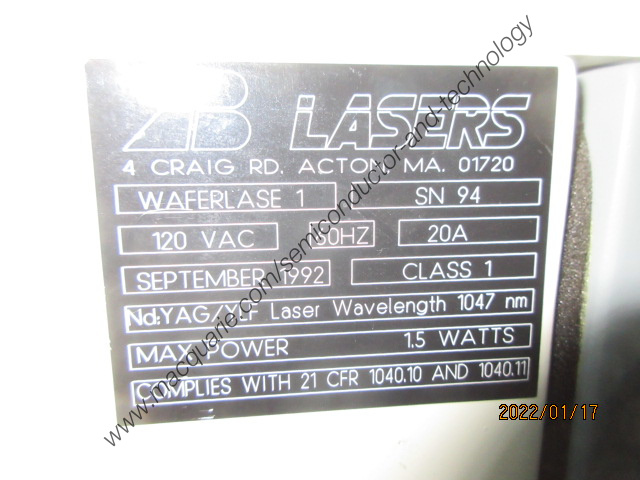 AB LASERS
4 CRAIG RD. ACTON, MA. 01720
WAFERLASE 1 SN 94
120 VAC 60HZ 20A
SEPTEMBER 1992 CLASS 1
Nd:YAG/YLF Laser Wavelength 1047 nm
MAX POWER 1.5 WATTS
COMPLIES WITH 21 CFR 1040.10 AND 1040.11
2022/01/17
www.macquarie.com/semiconductor-and-technology